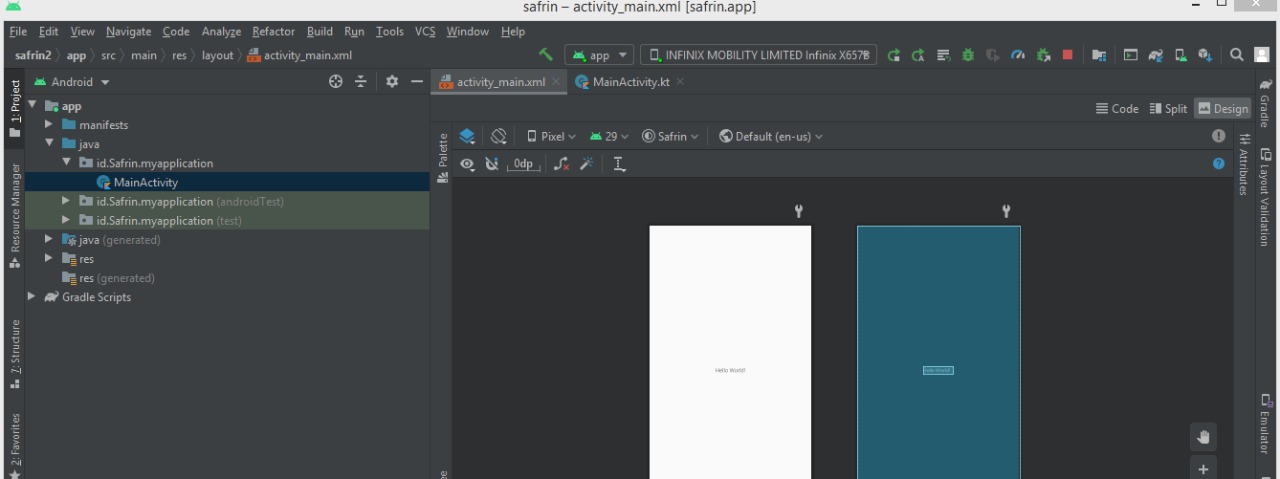 safrin – activity_main.xml [safrin.app]
File Edit View Navigate Code Analyze Refactor Build Run Tools VCS Window Help
safrin2 app src main res layout activity_main.xml app INFINIX MOBILITY LIMITED Infinix X657B
1: Project
Android
activity_main.xml MainActivity.kt
Gradle
app
Code Split Design
manifests
java
Palette
Pixel 29 Safrin Default (en-us)
Attributes
Layout Validation
id.Safrin.myapplication
0dp
Resource Manager
MainActivity
id.Safrin.myapplication (androidTest)
id.Safrin.myapplication (test)
java (generated)
res
res (generated)
Gradle Scripts
7: Structure
Hello World!
Hello World!
2: Favorites
Emulator